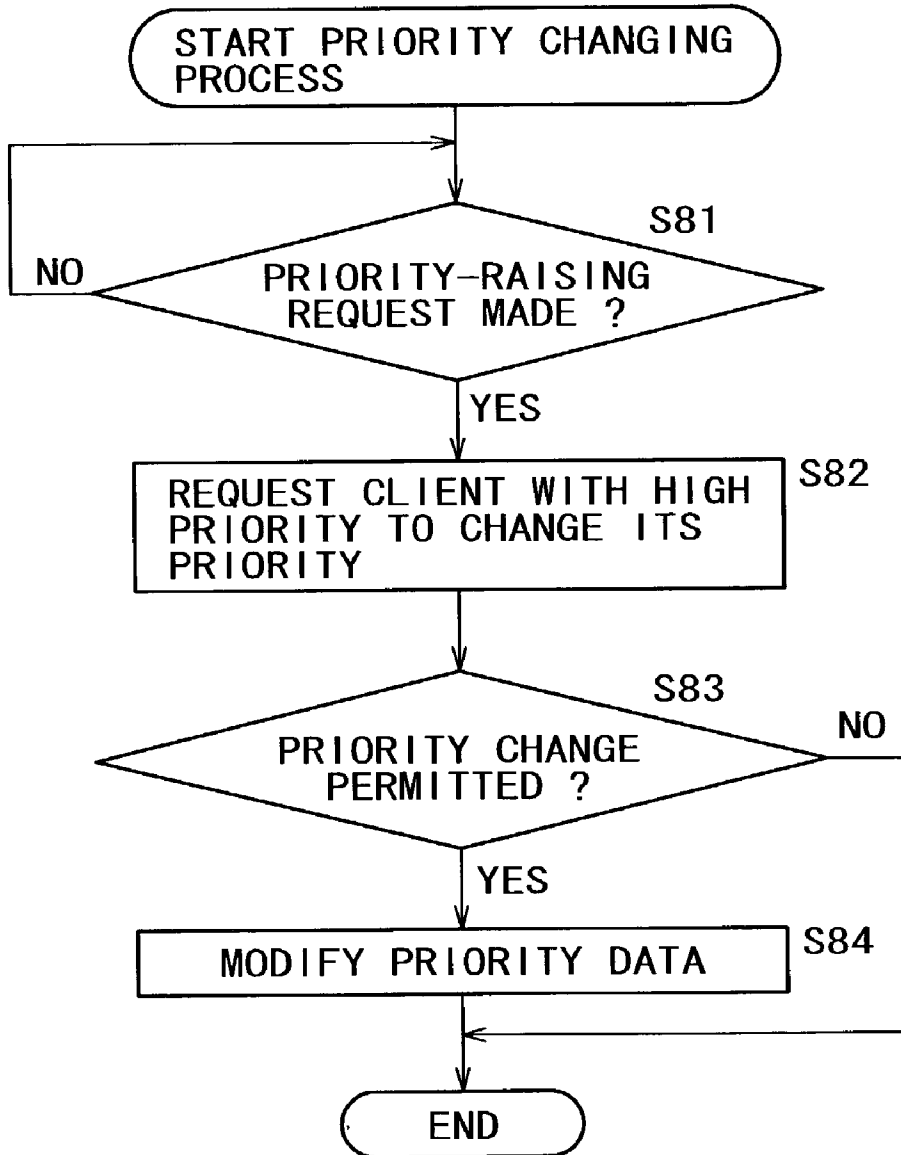 START PRIORITY CHANGING
PROCESS
S81
NO
PRIORITY-RAISING
REQUEST MADE ?
YES
S82
REQUEST CLIENT WITH HIGH
PRIORITY TO CHANGE ITS
PRIORITY
S83
NO
PRIORITY CHANGE
PERMITTED ?
YES
S84
MODIFY PRIORITY DATA
END